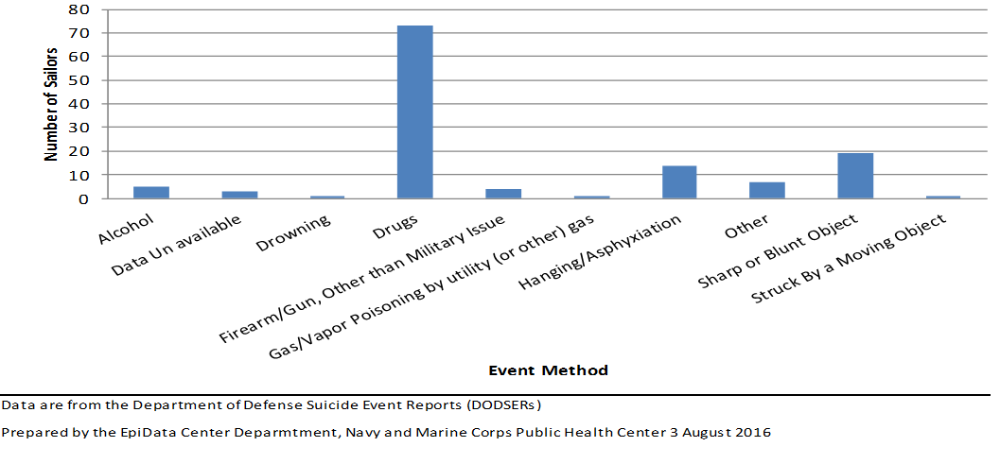 80
70
60
50
40
30
20
10
0
Number of Sailors
Alcohol
Data Un available
Drowning
Drugs
Firearm/Gun, Other than Military Issue
Gas/Vapor Poisoning by utility (or other) gas
Hanging/Asphyxiation
Other
Sharp or Blunt Object
Struck By a Moving Object
Event Method
Data are from the Department of Defense Suicide Event Reports (DODSERs)
Prepared by the EpiData Center Deparmtment, Navy and Marine Corps Public Health Center 3 August 2016